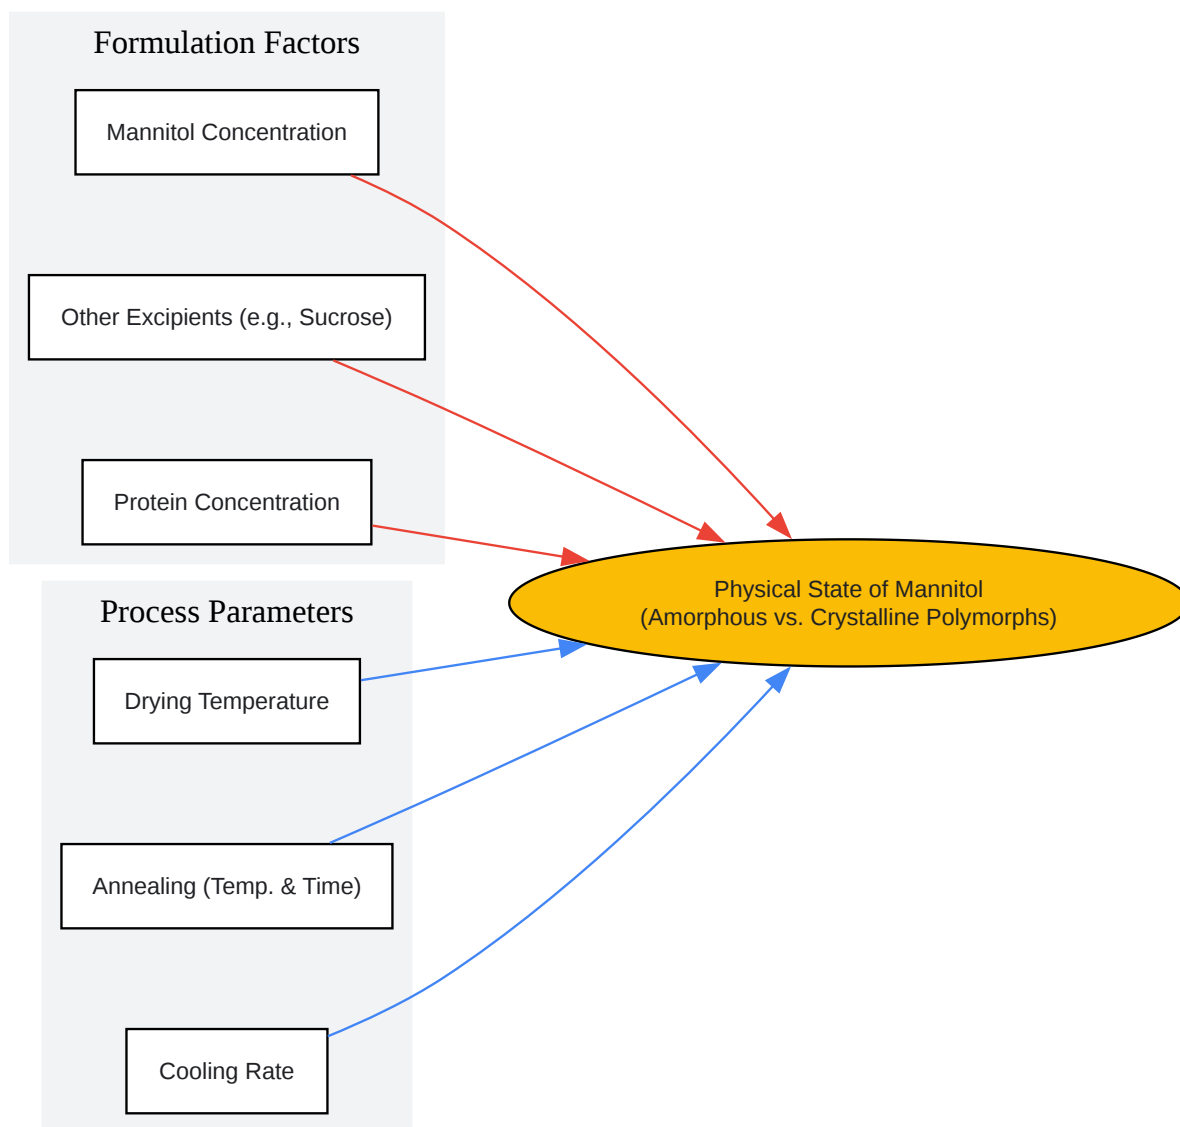 Formulation Factors
Mannitol Concentration
Other Excipients (e.g., Sucrose)
Protein Concentration
Physical State of Mannitol
(Amorphous vs. Crystalline Polymorphs)
Process Parameters
Drying Temperature
Annealing (Temp. & Time)
Cooling Rate